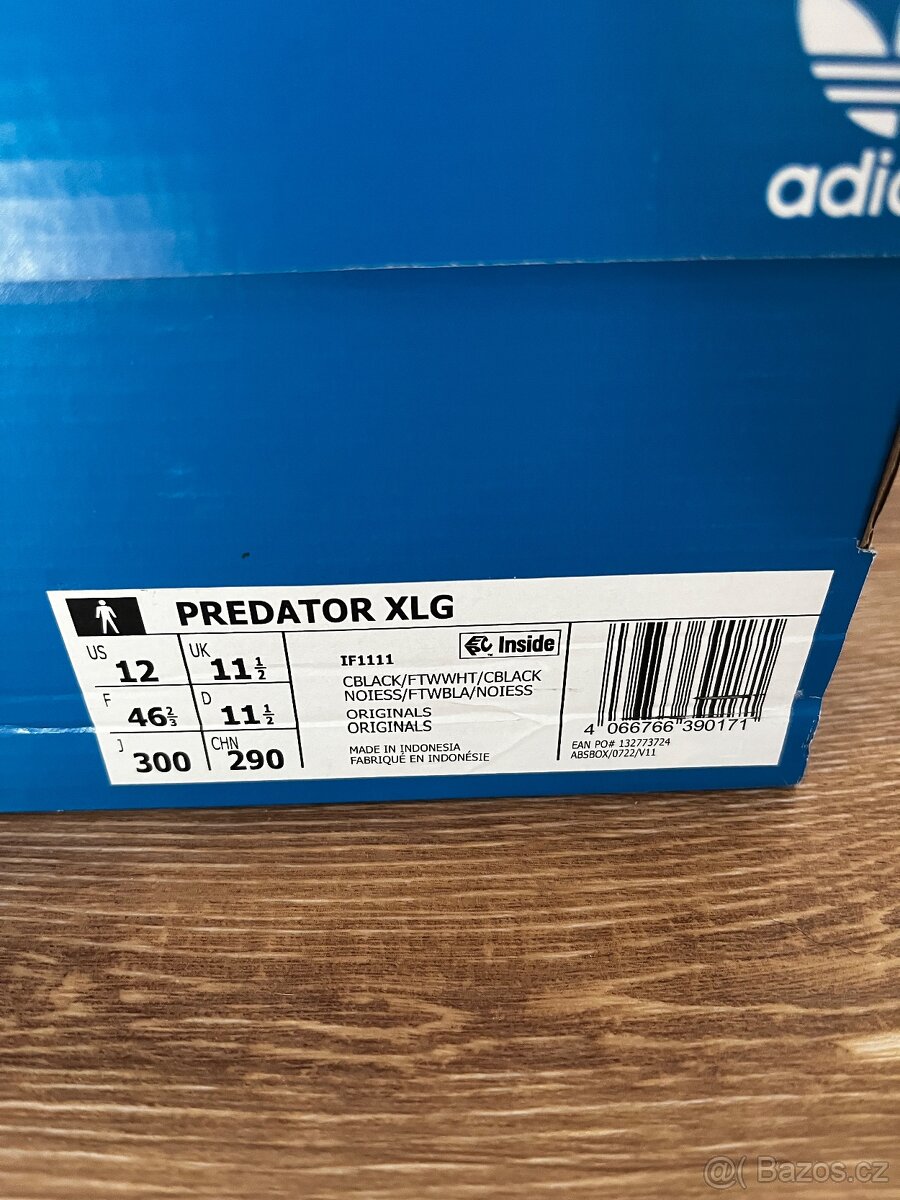 adid
PREDATOR XLG
US 12 UK 11 1/2
F 46 2/3 D 11 1/2
J 300 CHN 290
Inside
IF1111
CBLACK/FTWWHT/CBLACK
NOIESS/FTWBLA/NOIESS
ORIGINALS
ORIGINALS
MADE IN INDONESIA
FABRIQUÉ EN INDONÉSIE
4 066766 390171
EAN PO# 132773724
ABSBOX/0722/V11
Bazos.cz